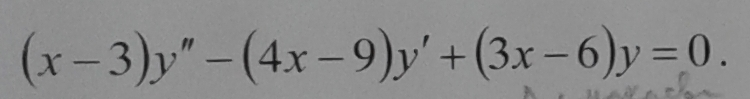 (x − 3)y″ − (4x − 9)y′ + (3x − 6)y = 0.